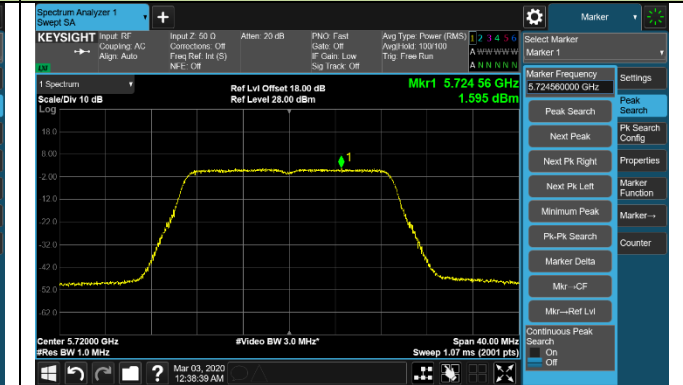 Spectrum Analyzer 1
Swept SA
Marker
KEYSIGHT
Input: RF
Coupling: AC
Align: Auto
Input Z: 50 Ω
Corrections: Off
Freq Ref: Int (S)
NFE: Off
Atten: 20 dB
PNO: Fast
Gate: Off
IF Gain: Low
Sig Track: Off
Avg Type: Power (RMS)
Avg|Hold: 100/100
Trig: Free Run
1 2 3 4 5 6
A W W W W W
A N N N N N
LXI
Select Marker
Marker 1
1 Spectrum
Scale/Div 10 dB
Log
Ref Lvl Offset 18.00 dB
Ref Level 28.00 dBm
Mkr1 5.724 56 GHz
1.595 dBm
18.0
8.00
-2.00
-12.0
-22.0
-32.0
-42.0
-52.0
-62.0
1
Center 5.72000 GHz
#Res BW 1.0 MHz
#Video BW 3.0 MHz*
Span 40.00 MHz
Sweep 1.07 ms (2001 pts)
Marker Frequency
5.724560000 GHz
Peak Search
Next Peak
Next Pk Right
Next Pk Left
Minimum Peak
Pk-Pk Search
Marker Delta
Mkr→CF
Mkr→Ref Lvl
Continuous Peak
Search
On
Off
Settings
Peak
Search
Pk Search
Config
Properties
Marker
Function
Marker→
Counter
?
Mar 03, 2020
12:38:39 AM